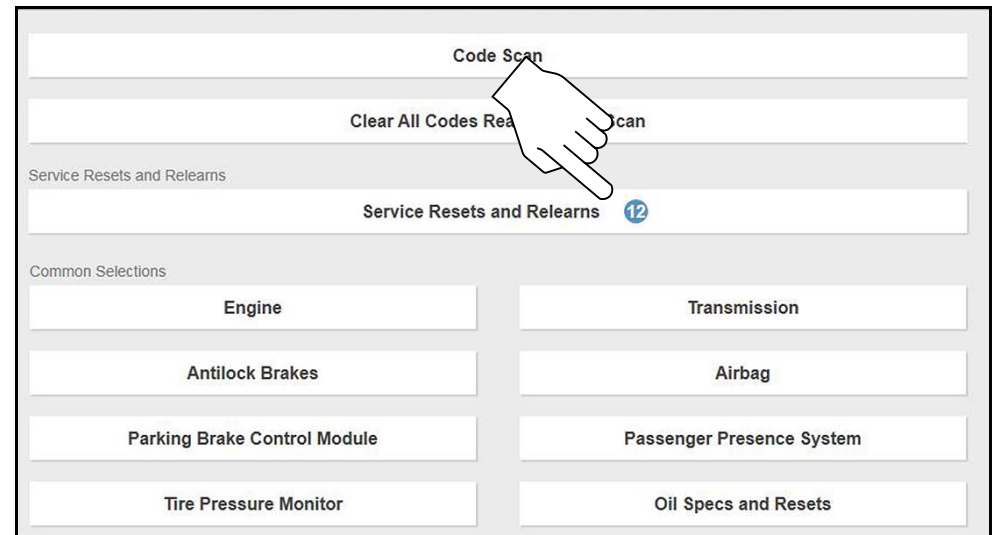 Code Scan
Clear All Codes Scan
Service Resets and Relearns
Service Resets and Relearns 12
Common Selections
Engine Transmission
Antilock Brakes Airbag
Parking Brake Control Module Passenger Presence System
Tire Pressure Monitor Oil Specs and Resets